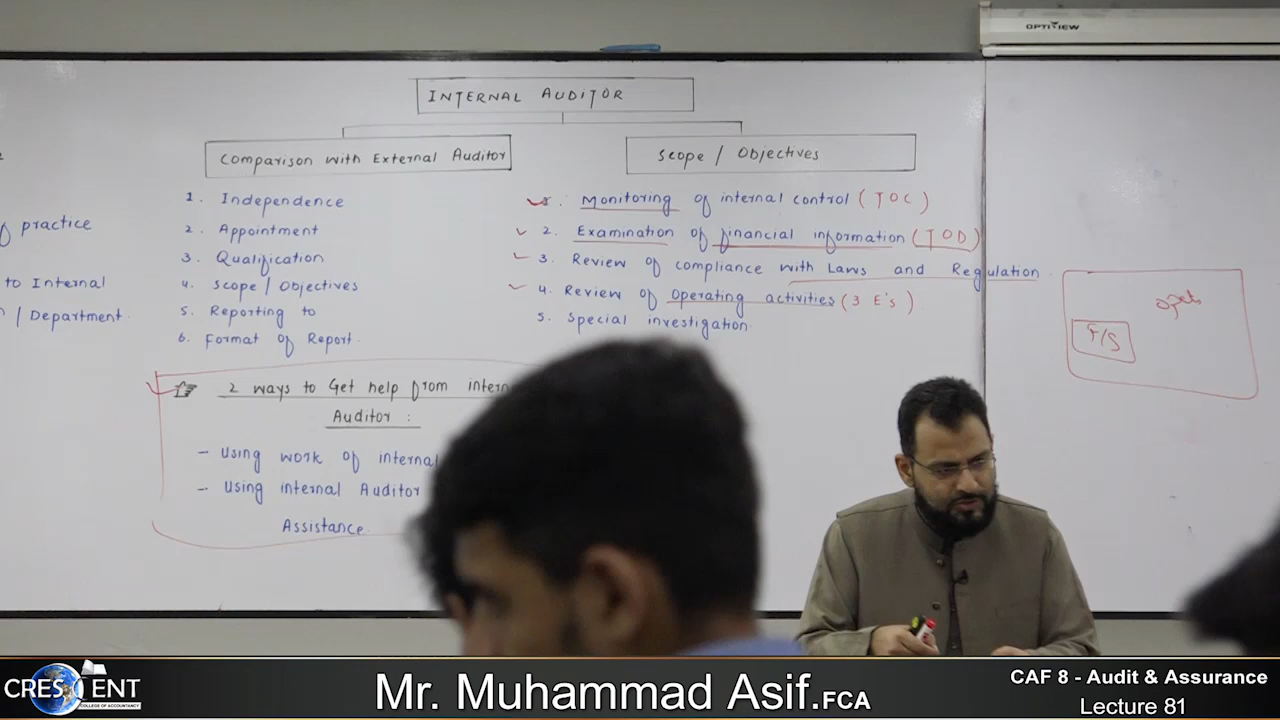 OPTIVIEW
INTERNAL AUDITOR
Comparison with External Auditor
Scope / Objectives
1. Independence
2. Appointment
3. Qualification
4. Scope / Objectives
5. Reporting to
6. Format of Report
1. Monitoring of internal control (TOC)
2. Examination of financial information (TOD)
3. Review of compliance with Laws and Regulation
4. Review of Operating activities (3 E's)
5. Special investigation
practice
to Internal
/ Department
2 ways to Get help from intern
Auditor :
- Using work of internal
- Using internal Auditor
Assistance
F/S
CRESCENT
COLLEGE OF ACCOUNTANCY
Mr. Muhammad Asif.FCA
CAF 8 - Audit & Assurance
Lecture 81